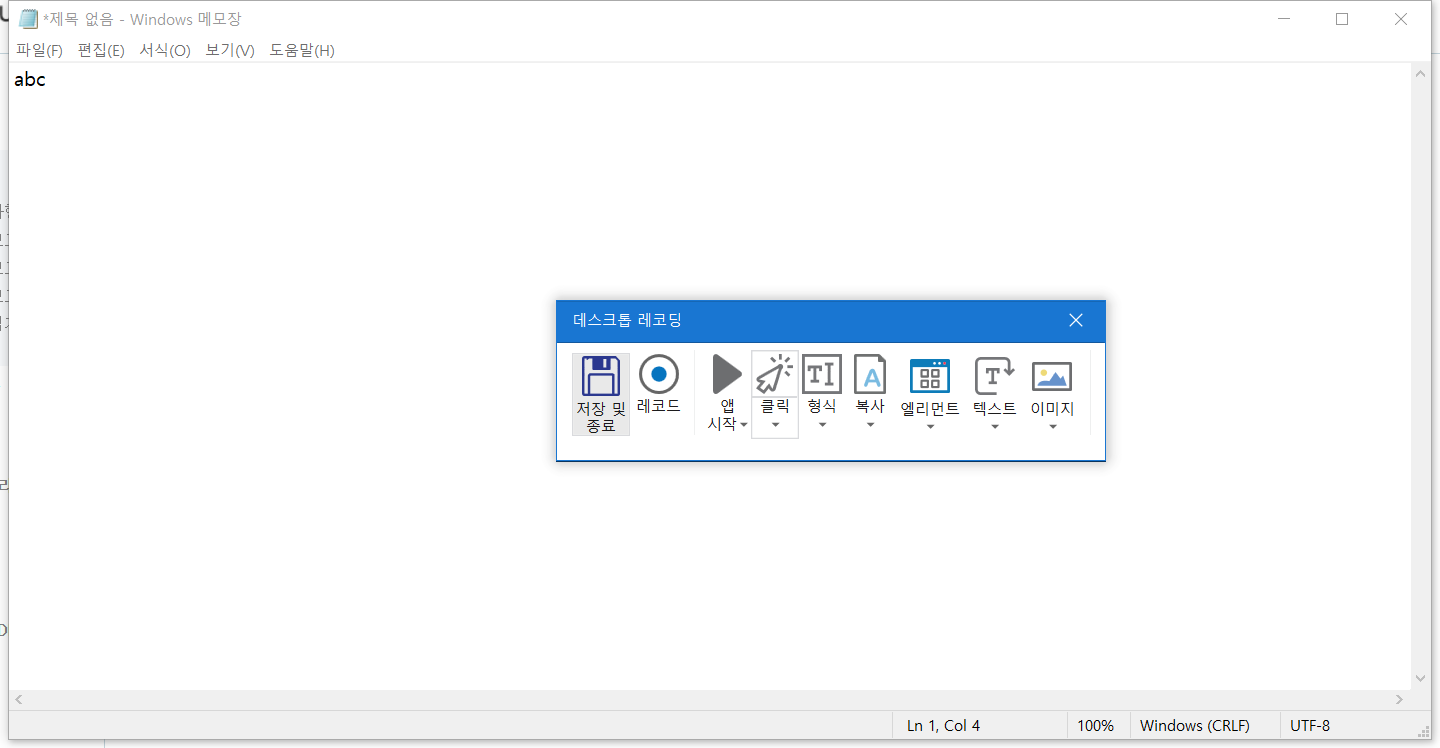 *제목 없음 - Windows 메모장
파일(F) 편집(E) 서식(O) 보기(V) 도움말(H)
abc
데스크톱 레코딩
저장 및
종료
레코드
앱
시작
클릭
형식
복사
엘리먼트
텍스트
이미지
Ln 1, Col 4
100%
Windows (CRLF)
UTF-8